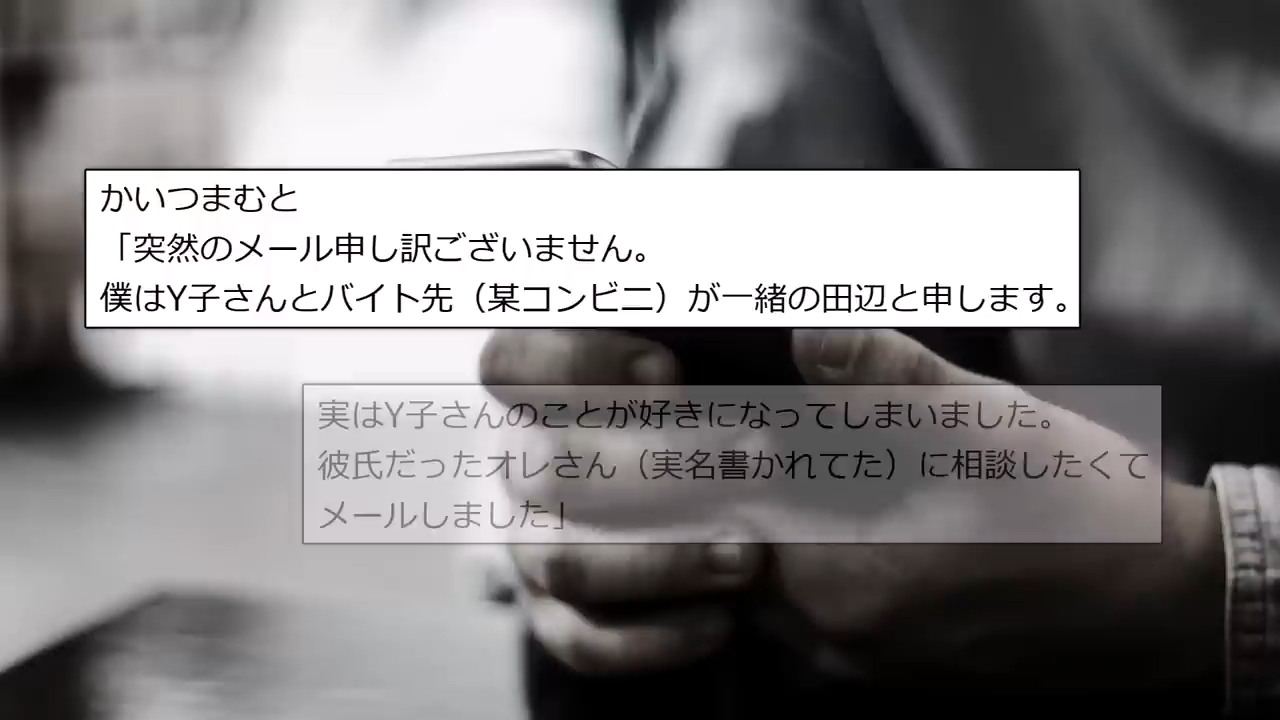 かいつまむと
「突然のメール申し訳ございません。
僕はY子さんとバイト先（某コンビニ）が一緒の田辺と申します。
実はY子さんのことが好きになってしまいました。
彼氏だったオレさん（実名書かれてた）に相談したくて
メールしました」